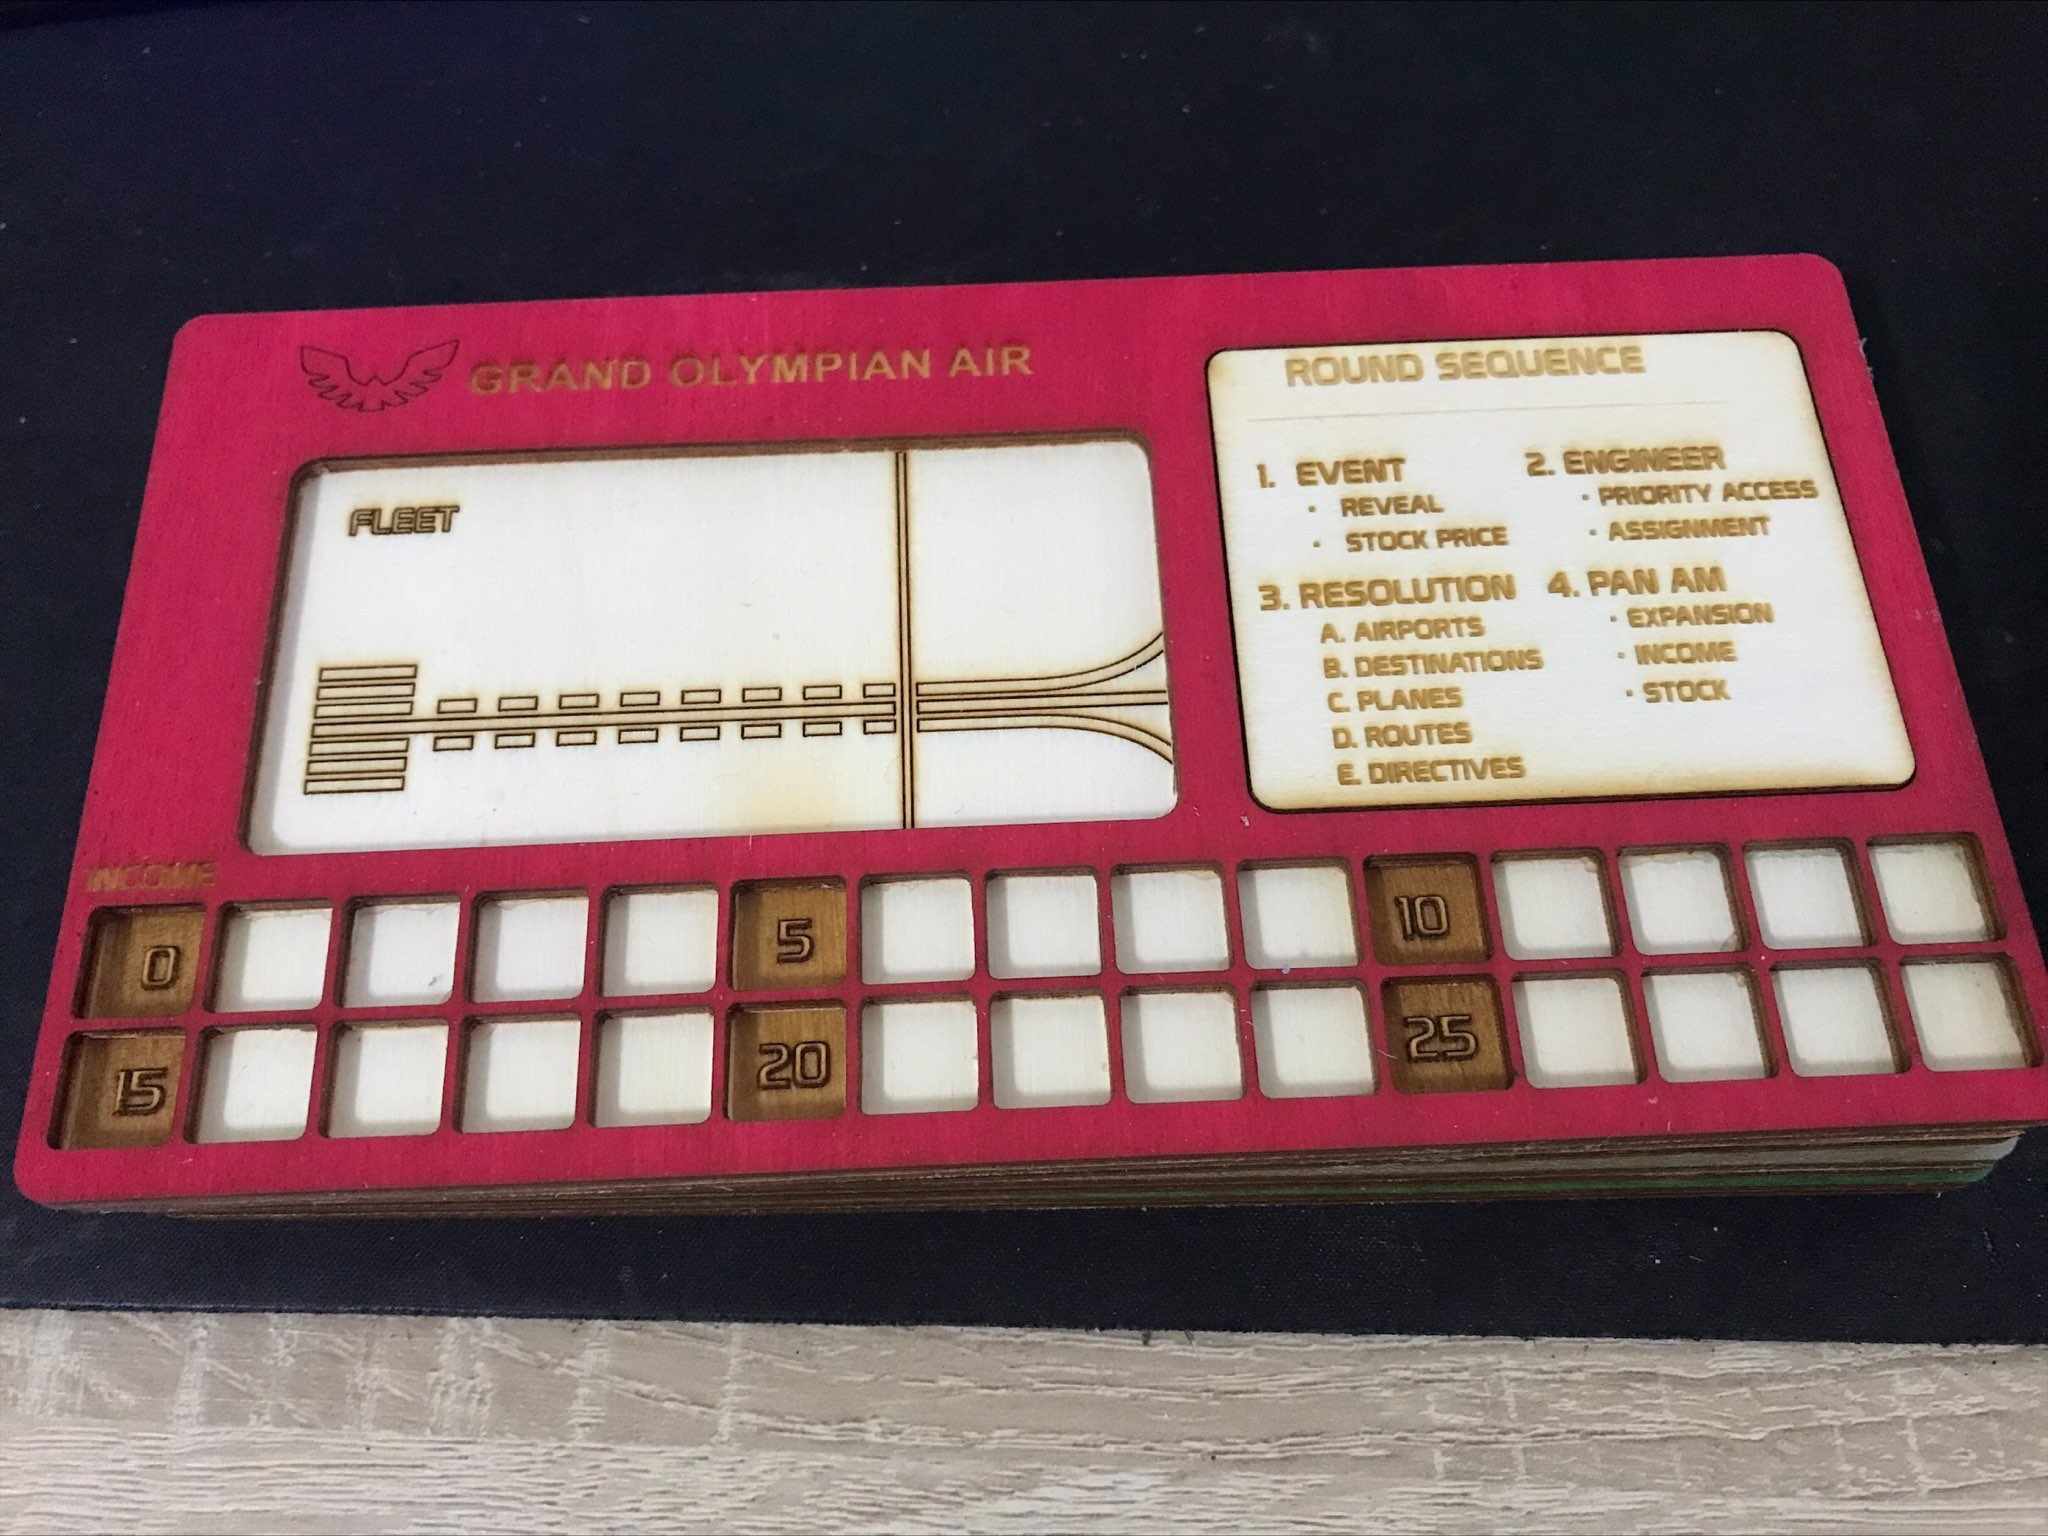 GRAND OLYMPIAN AIR
FLEET
ROUND SEQUENCE
1. EVENT
• REVEAL
• STOCK PRICE
2. ENGINEER
• PRIORITY ACCESS
• ASSIGNMENT
3. RESOLUTION
A. AIRPORTS
B. DESTINATIONS
C. PLANES
D. ROUTES
E. DIRECTIVES
4. PAN AM
• EXPANSION
• INCOME
• STOCK
INCOME
0 5 10
15 20 25